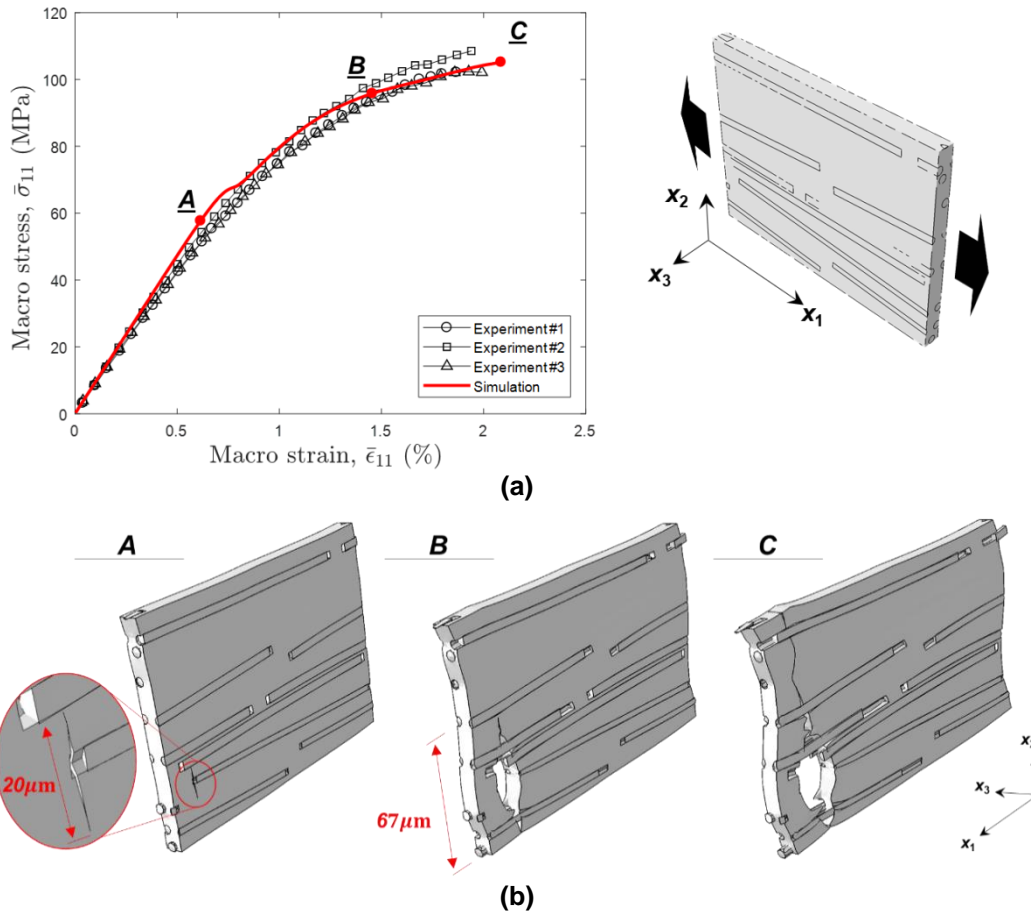 120
100
80
60
40
20
0
Macro stress, σ̄₁₁ (MPa)
A
B
C
Experiment#1
Experiment#2
Experiment#3
Simulation
0
0.5
1
1.5
2
2.5
Macro strain, ε̄₁₁ (%)
x₂
x₃
x₁
(a)
A
B
C
20μm
67μm
x₃
x₁
(b)